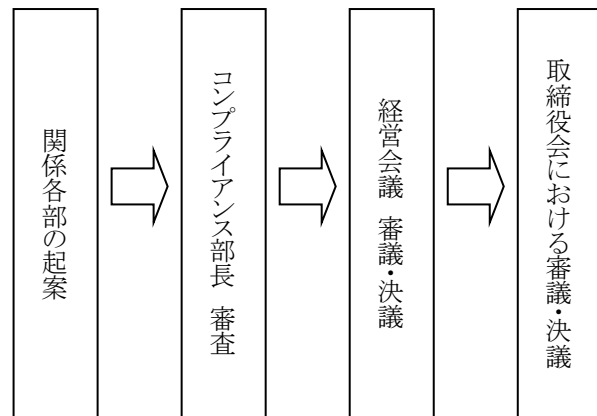 関係各部の起案
コンプライアンス部長 審査
経営会議 審議・決議
取締役会における審議・決議